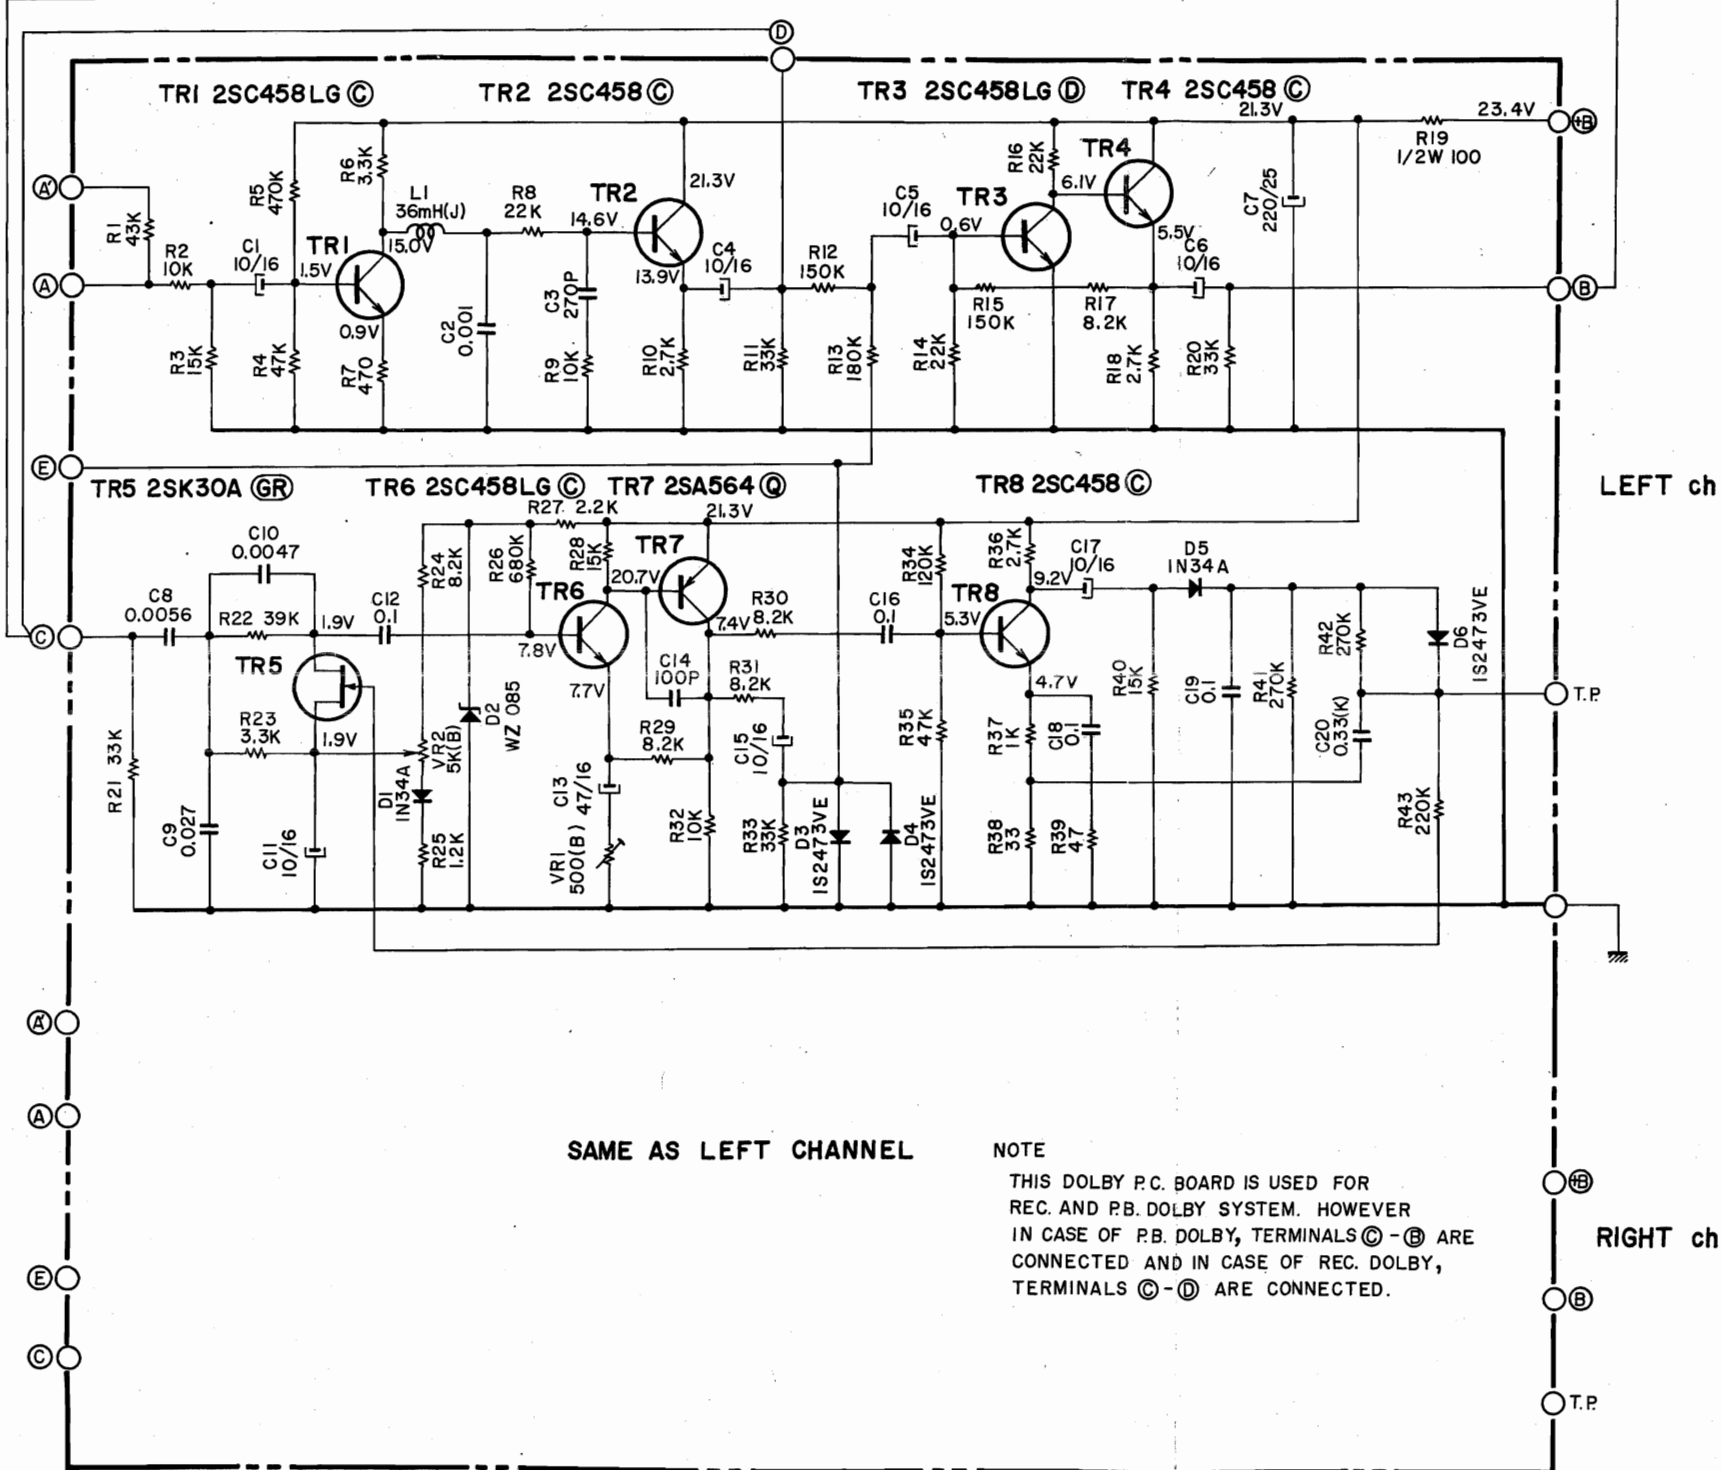 D
TR1 2SC458LG C
TR2 2SC458 C
TR3 2SC458LG D
TR4 2SC458 C
21.3V
23.4V
+B
R19
1/2W 100
A'
R1
43K
R2
10K
C1
10/16
R5
470K
R6
3.3K
TR1
1.5V
15.0V
0.9V
L1
36mH(J)
R8
22K
14.6V
TR2
21.3V
13.9V
C4
10/16
R12
150K
C5
10/16
0.6V
TR3
R16
22K
6.1V
TR4
5.5V
C6
10/16
C7
220/25
A
R3
15K
R4
47K
R7
470
C2
0.001
C3
270P
R9
10K
R10
2.7K
R11
33K
R13
180K
R14
22K
R15
150K
R17
8.2K
R18
2.7K
R20
33K
B
E
LEFT ch
TR5 2SK30A GR
TR6 2SC458LG C
TR7 2SA564 Q
TR8 2SC458 C
R27 2.2K
21.3V
C10
0.0047
C8
0.0056
R22 39K
1.9V
C12
0.1
R24
8.2K
R26
680K
R28
15K
TR7
20.7V
TR6
7.8V
7.7V
7.4V
R30
8.2K
C16
0.1
R34
120K
R36
2.7K
9.2V
C17
10/16
TR8
5.3V
4.7V
D5
1N34A
R42
270K
D6
1S2473VE
C
TR5
R23
3.3K
1.9V
VR2
5K(B)
D2
WZ 085
C14
100P
R31
8.2K
R29
8.2K
C15
10/16
R35
47K
R37
1K
C18
0.1
R40
15K
C19
0.1
R41
270K
C20
0.33(K)
T.P.
R21 33K
C9
0.027
C11
10/16
D1
1N34A
R25
1.2K
C13
47/16
VR1
500(B)
R32
10K
R33
33K
D3
1S2473VE
D4
1S2473VE
R38
33
R39
47
R43
220K
A'
A
E
C
SAME AS LEFT CHANNEL
NOTE
THIS DOLBY P.C. BOARD IS USED FOR
REC. AND P.B. DOLBY SYSTEM. HOWEVER
IN CASE OF P.B. DOLBY, TERMINALS C - B ARE
CONNECTED AND IN CASE OF REC. DOLBY,
TERMINALS C - D ARE CONNECTED.
+B
RIGHT ch
B
T.P.